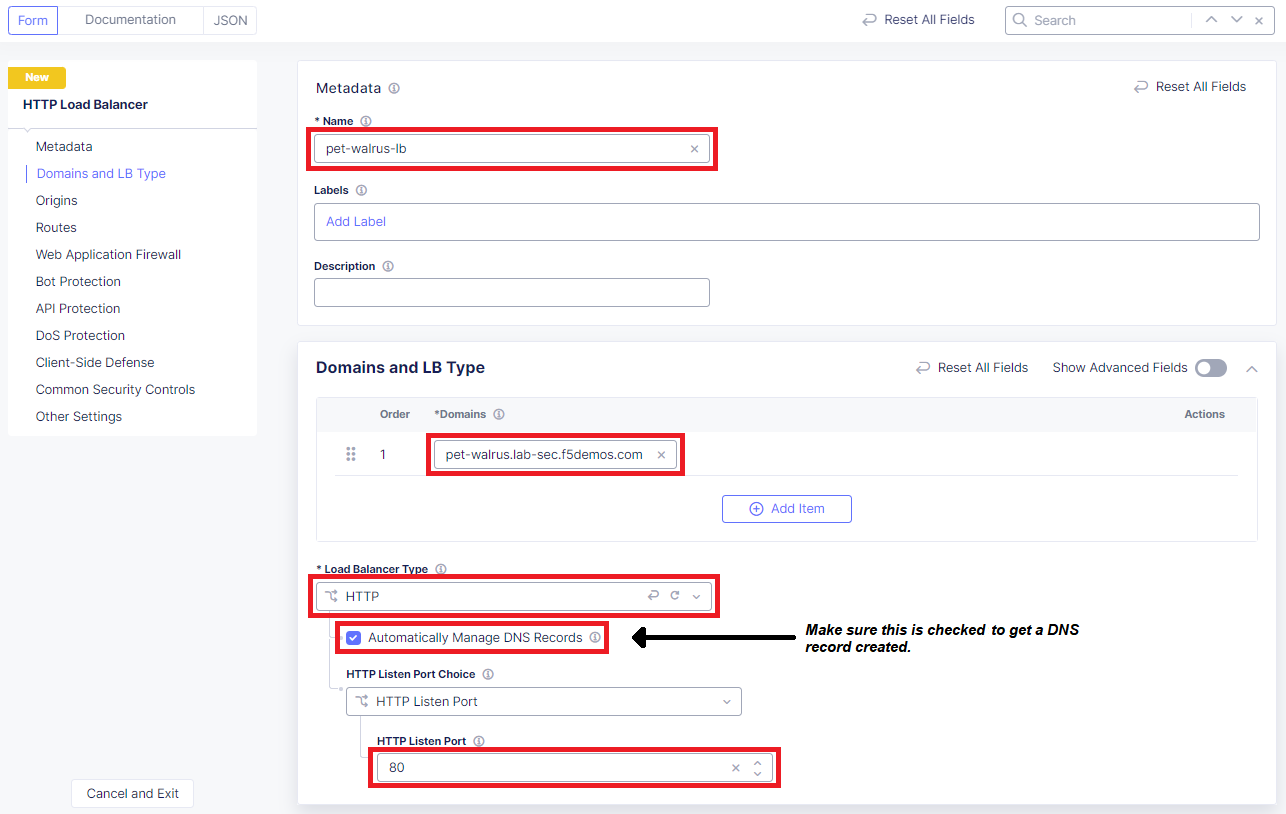 Form Documentation JSON
Reset All Fields
Search
New
HTTP Load Balancer
Metadata
Domains and LB Type
Origins
Routes
Web Application Firewall
Bot Protection
API Protection
DoS Protection
Client-Side Defense
Common Security Controls
Other Settings
Cancel and Exit
Metadata
Reset All Fields
* Name
pet-walrus-lb
Labels
Add Label
Description
Domains and LB Type
Reset All Fields
Show Advanced Fields
Order *Domains Actions
1 pet-walrus.lab-sec.f5demos.com
Add Item
* Load Balancer Type
HTTP
Automatically Manage DNS Records
Make sure this is checked to get a DNS
record created.
HTTP Listen Port Choice
HTTP Listen Port
HTTP Listen Port
80